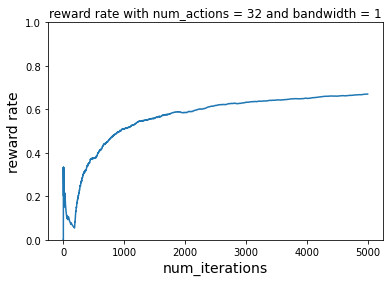 reward rate with num_actions = 32 and bandwidth = 1
1.0
0.8
0.6
0.4
0.2
0.0
reward rate
0 1000 2000 3000 4000 5000
num_iterations